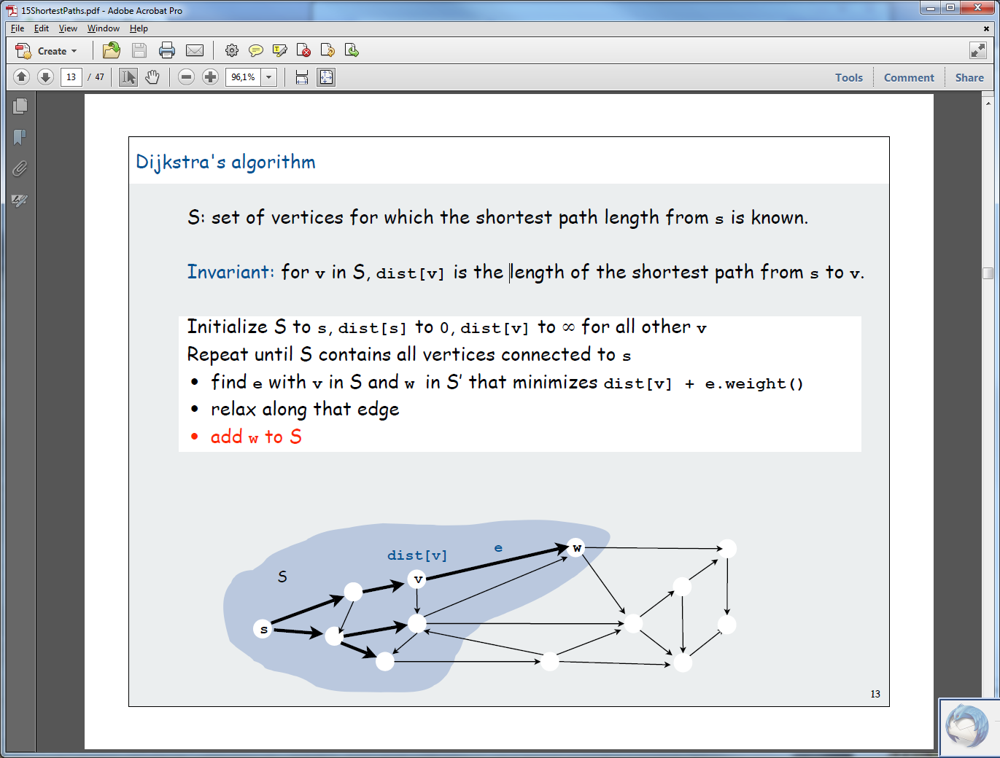 15ShortestPaths.pdf - Adobe Acrobat Pro
File Edit View Window Help
Create
13 / 47 96,1% Tools Comment Share
Dijkstra's algorithm
S: set of vertices for which the shortest path length from s is known.
Invariant: for v in S, dist[v] is the length of the shortest path from s to v.
Initialize S to s, dist[s] to 0, dist[v] to ∞ for all other v
Repeat until S contains all vertices connected to s
• find e with v in S and w in S’ that minimizes dist[v] + e.weight()
• relax along that edge
• add w to S
e
w
dist[v]
S
v
s
13